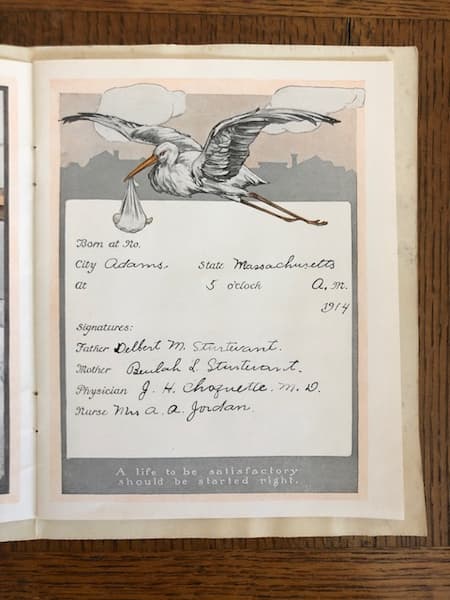 Born at No.
City Adams. State Massachusetts
At 5 o'clock A. M.
1914
Signatures:
Father Delbert M. Sturtevant.
Mother Beulah L. Sturtevant.
Physician J. H. Choquette. M. D.
Nurse Mrs A. A. Jordan.
A life to be satisfactory
should be started right.